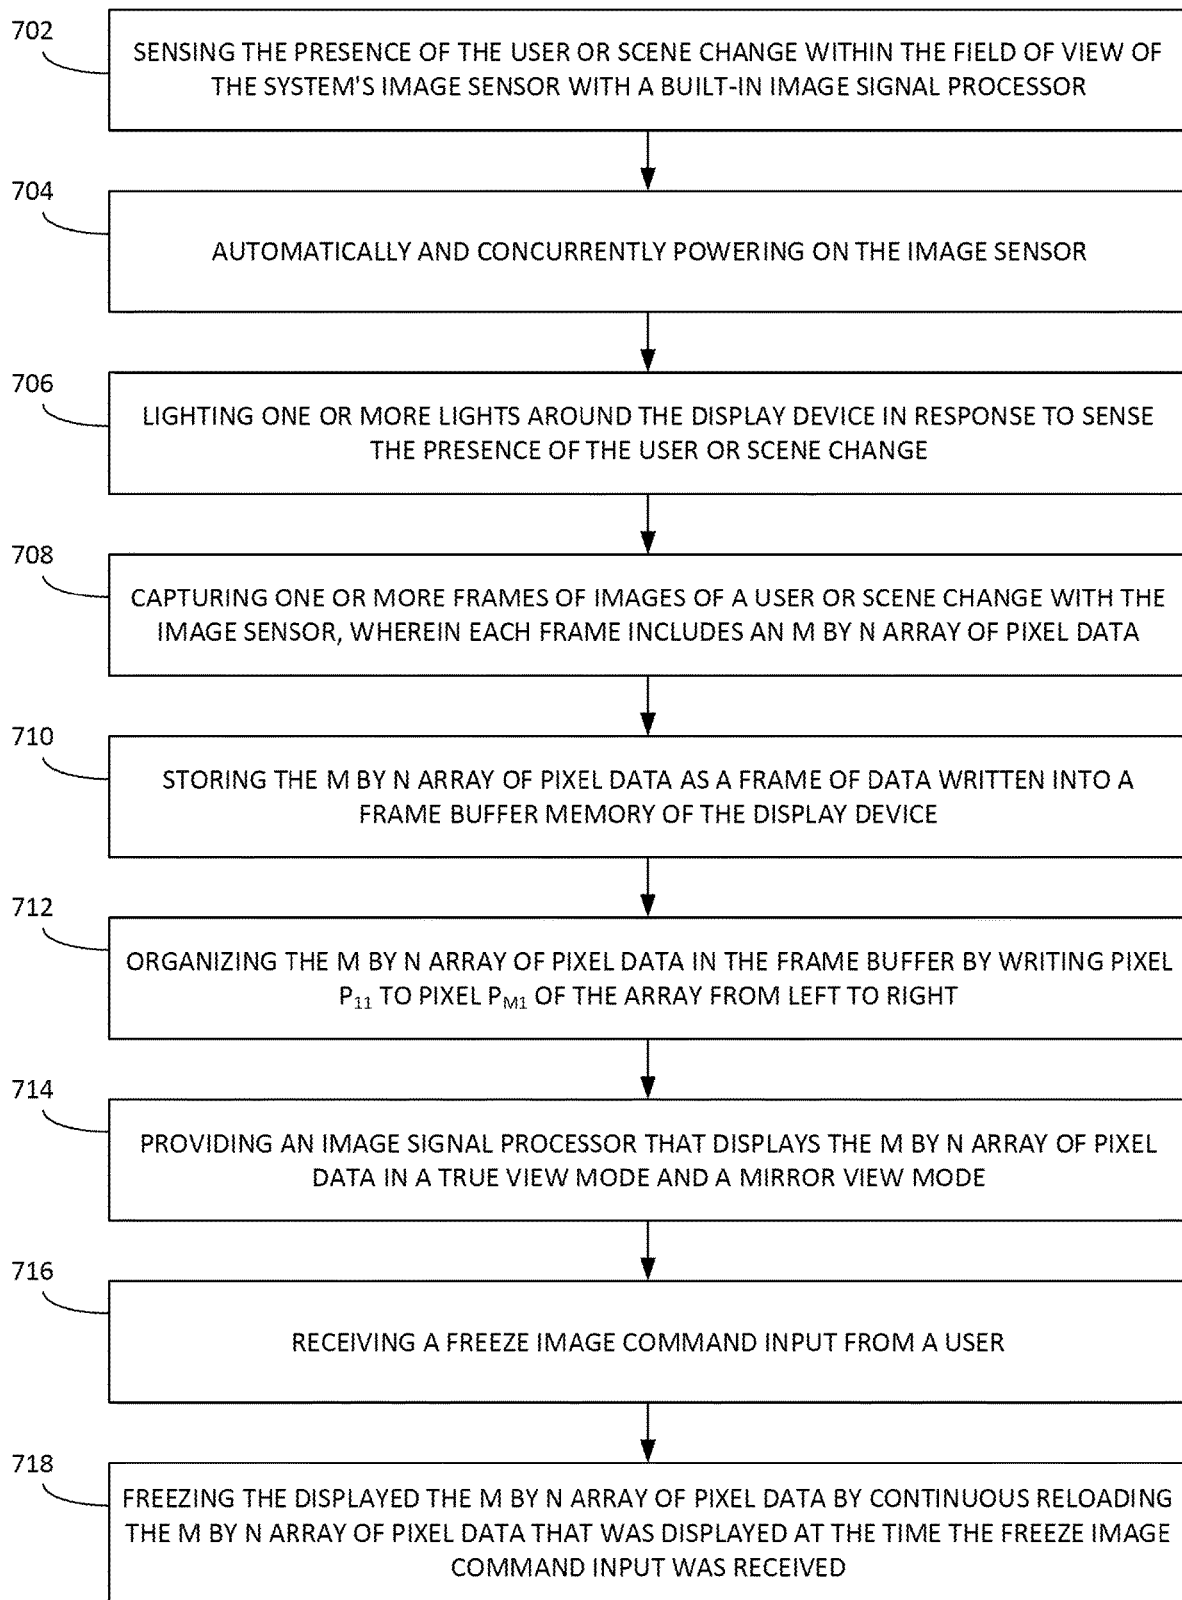 702
SENSING THE PRESENCE OF THE USER OR SCENE CHANGE WITHIN THE FIELD OF VIEW OF
THE SYSTEM'S IMAGE SENSOR WITH A BUILT-IN IMAGE SIGNAL PROCESSOR
704
AUTOMATICALLY AND CONCURRENTLY POWERING ON THE IMAGE SENSOR
706
LIGHTING ONE OR MORE LIGHTS AROUND THE DISPLAY DEVICE IN RESPONSE TO SENSE
THE PRESENCE OF THE USER OR SCENE CHANGE
708
CAPTURING ONE OR MORE FRAMES OF IMAGES OF A USER OR SCENE CHANGE WITH THE
IMAGE SENSOR, WHEREIN EACH FRAME INCLUDES AN M BY N ARRAY OF PIXEL DATA
710
STORING THE M BY N ARRAY OF PIXEL DATA AS A FRAME OF DATA WRITTEN INTO A
FRAME BUFFER MEMORY OF THE DISPLAY DEVICE
712
ORGANIZING THE M BY N ARRAY OF PIXEL DATA IN THE FRAME BUFFER BY WRITING PIXEL
P₁₁ TO PIXEL P_M1 OF THE ARRAY FROM LEFT TO RIGHT
714
PROVIDING AN IMAGE SIGNAL PROCESSOR THAT DISPLAYS THE M BY N ARRAY OF PIXEL
DATA IN A TRUE VIEW MODE AND A MIRROR VIEW MODE
716
RECEIVING A FREEZE IMAGE COMMAND INPUT FROM A USER
718
FREEZING THE DISPLAYED THE M BY N ARRAY OF PIXEL DATA BY CONTINUOUS RELOADING
THE M BY N ARRAY OF PIXEL DATA THAT WAS DISPLAYED AT THE TIME THE FREEZE IMAGE
COMMAND INPUT WAS RECEIVED